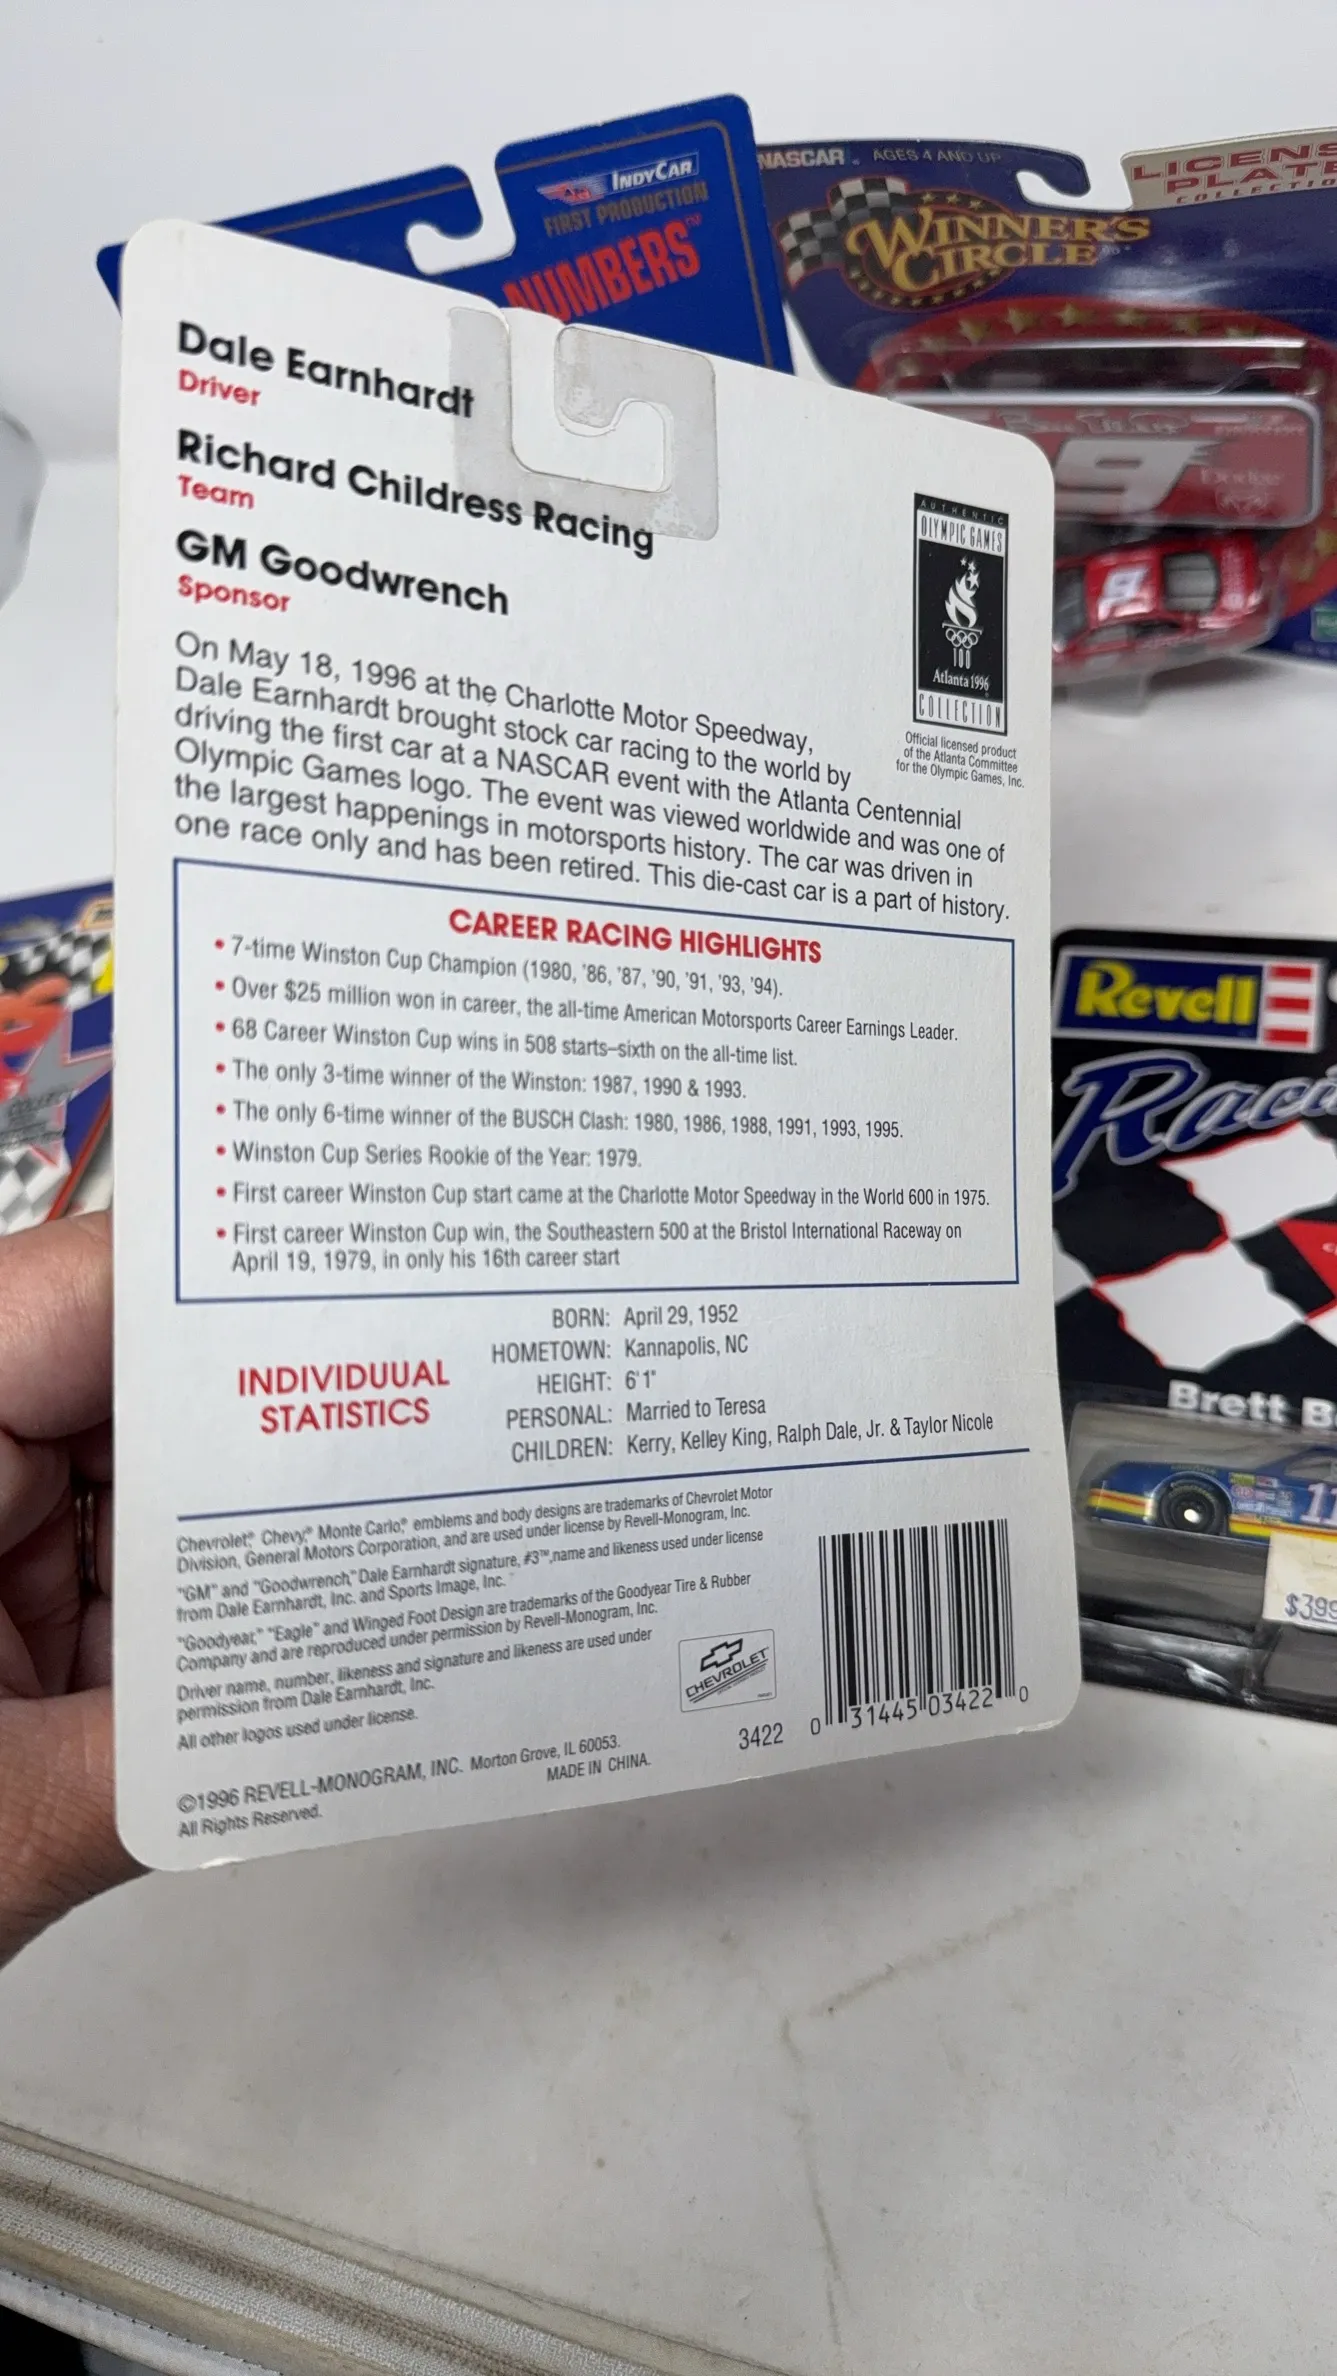 INDYCAR
FIRST PRODUCTION
NUMBERS™
NASCAR. AGES 4 AND UP
WINNER'S
CIRCLE
LICENS
PLATE
COLLECTIO
9
Dale Earnhardt
Driver
Richard Childress Racing
Team
GM Goodwrench
Sponsor
AUTHENTIC
OLYMPIC GAMES
100
Atlanta 1996
COLLECTION
Official licensed product
of the Atlanta Committee
for the Olympic Games, Inc.
On May 18, 1996 at the Charlotte Motor Speedway,
Dale Earnhardt brought stock car racing to the world by
driving the first car at a NASCAR event with the Atlanta Centennial
Olympic Games logo. The event was viewed worldwide and was one of
the largest happenings in motorsports history. The car was driven in
one race only and has been retired. This die-cast car is a part of history.
CAREER RACING HIGHLIGHTS
• 7-time Winston Cup Champion (1980, '86, '87, '90, '91, '93, '94).
• Over $25 million won in career, the all-time American Motorsports Career Earnings Leader.
• 68 Career Winston Cup wins in 508 starts–sixth on the all-time list.
• The only 3-time winner of the Winston: 1987, 1990 & 1993.
• The only 6-time winner of the BUSCH Clash: 1980, 1986, 1988, 1991, 1993, 1995.
• Winston Cup Series Rookie of the Year: 1979.
• First career Winston Cup start came at the Charlotte Motor Speedway in the World 600 in 1975.
• First career Winston Cup win, the Southeastern 500 at the Bristol International Raceway on
April 19, 1979, in only his 16th career start
INDIVIDUUAL
STATISTICS
BORN: April 29, 1952
HOMETOWN: Kannapolis, NC
HEIGHT: 6'1"
PERSONAL: Married to Teresa
CHILDREN: Kerry, Kelley King, Ralph Dale, Jr. & Taylor Nicole
Chevrolet®, Chevy®, Monte Carlo®, emblems and body designs are trademarks of Chevrolet Motor
Division, General Motors Corporation, and are used under license by Revell-Monogram, Inc.
"GM" and "Goodwrench," Dale Earnhardt signature, #3™, name and likeness used under license
from Dale Earnhardt, Inc. and Sports Image, Inc.
"Goodyear," "Eagle" and Winged Foot Design are trademarks of the Goodyear Tire & Rubber
Company and are reproduced under permission by Revell-Monogram, Inc.
Driver name, number, likeness and signature and likeness are used under
permission from Dale Earnhardt, Inc.
All other logos used under license.
©1996 REVELL-MONOGRAM, INC. Morton Grove, IL 60053.
MADE IN CHINA.
All Rights Reserved.
CHEVROLET
3422
0 31445 03422 0
Revell
Raci
Brett B
11
$399